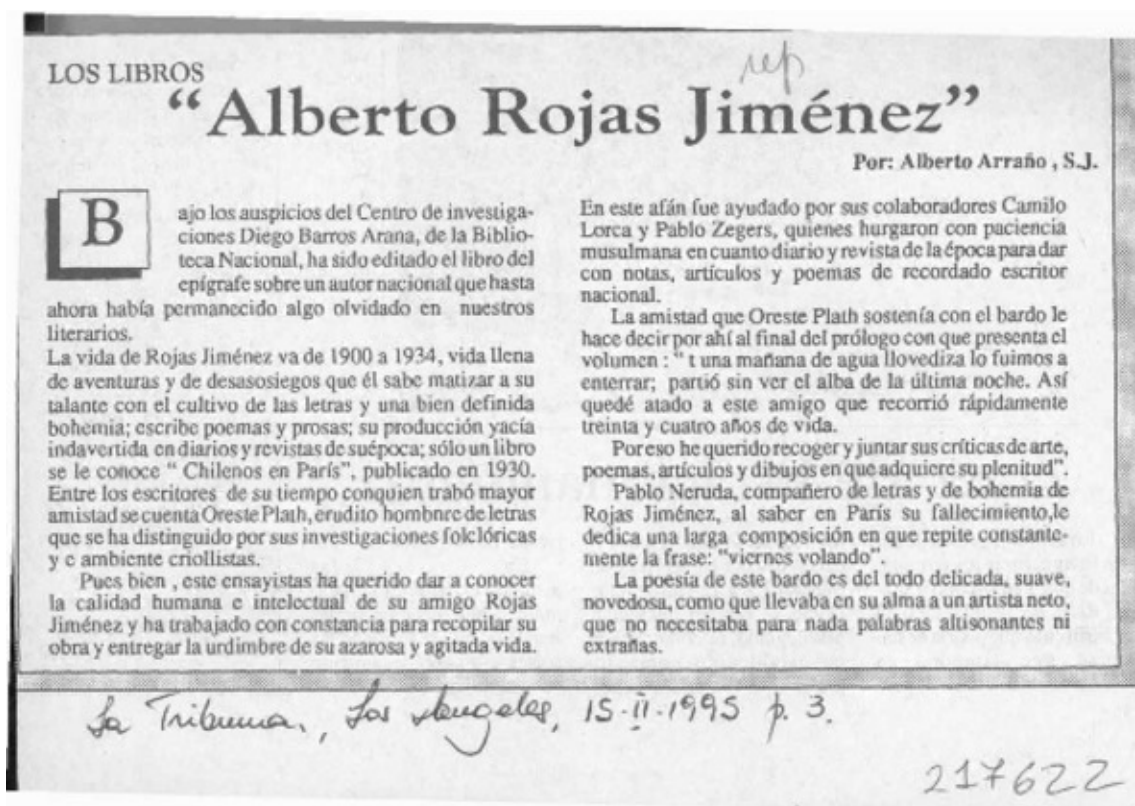 LOS LIBROS
rep
“Alberto Rojas Jiménez”
Por: Alberto Arraño , S.J.
B
ajo los auspicios del Centro de investiga-
ciones Diego Barros Arana, de la Biblio-
teca Nacional, ha sido editado el libro del
epígrafe sobre un autor nacional que hasta
ahora había permanecido algo olvidado en nuestros
literarios.
La vida de Rojas Jiménez va de 1900 a 1934, vida llena
de aventuras y de desasosiegos que él sabe matizar a su
talante con el cultivo de las letras y una bien definida
bohemia; escribe poemas y prosas; su producción yacía
indavertida en diarios y revistas de suépoca; sólo un libro
se le conoce “ Chilenos en París”, publicado en 1930.
Entre los escritores de su tiempo conquien trabó mayor
amistad se cuenta Oreste Plath, erudito hombnre de letras
que se ha distinguido por sus investigaciones folclóricas
y e ambiente criollistas.
Pues bien , este ensayistas ha querido dar a conocer
la calidad humana e intelectual de su amigo Rojas
Jiménez y ha trabajado con constancia para recopilar su
obra y entregar la urdimbre de su azarosa y agitada vida.
En este afán fue ayudado por sus colaboradores Camilo
Lorca y Pablo Zegers, quienes hurgaron con paciencia
musulmana en cuanto diario y revista de la época para dar
con notas, artículos y poemas de recordado escritor
nacional.
La amistad que Oreste Plath sostenía con el bardo le
hace decir por ahí al final del prólogo con que presenta el
volumen : “ t una mañana de agua llovediza lo fuimos a
enterrar; partió sin ver el alba de la última noche. Así
quedé atado a este amigo que recorrió rápidamente
treinta y cuatro años de vida.
Por eso he querido recoger y juntar sus críticas de arte,
poemas, artículos y dibujos en que adquiere su plenitud”.
Pablo Neruda, compañero de letras y de bohemia de
Rojas Jiménez, al saber en París su fallecimiento,le
dedica una larga composición en que repite constante-
mente la frase: “viernes volando”.
La poesía de este bardo es del todo delicada, suave,
novedosa, como que llevaba en su alma a un artista neto,
que no necesitaba para nada palabras altisonantes ni
extrañas.
La Tribuna, Los Angeles, 15-II-1995 p. 3.
217622